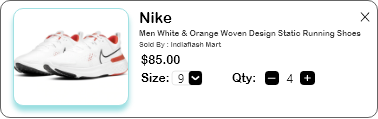 Nike
Men White & Orange Woven Design Static Running Shoes
Sold By : Indiaflash Mart
$85.00
Size: 9 Qty: - 4 +